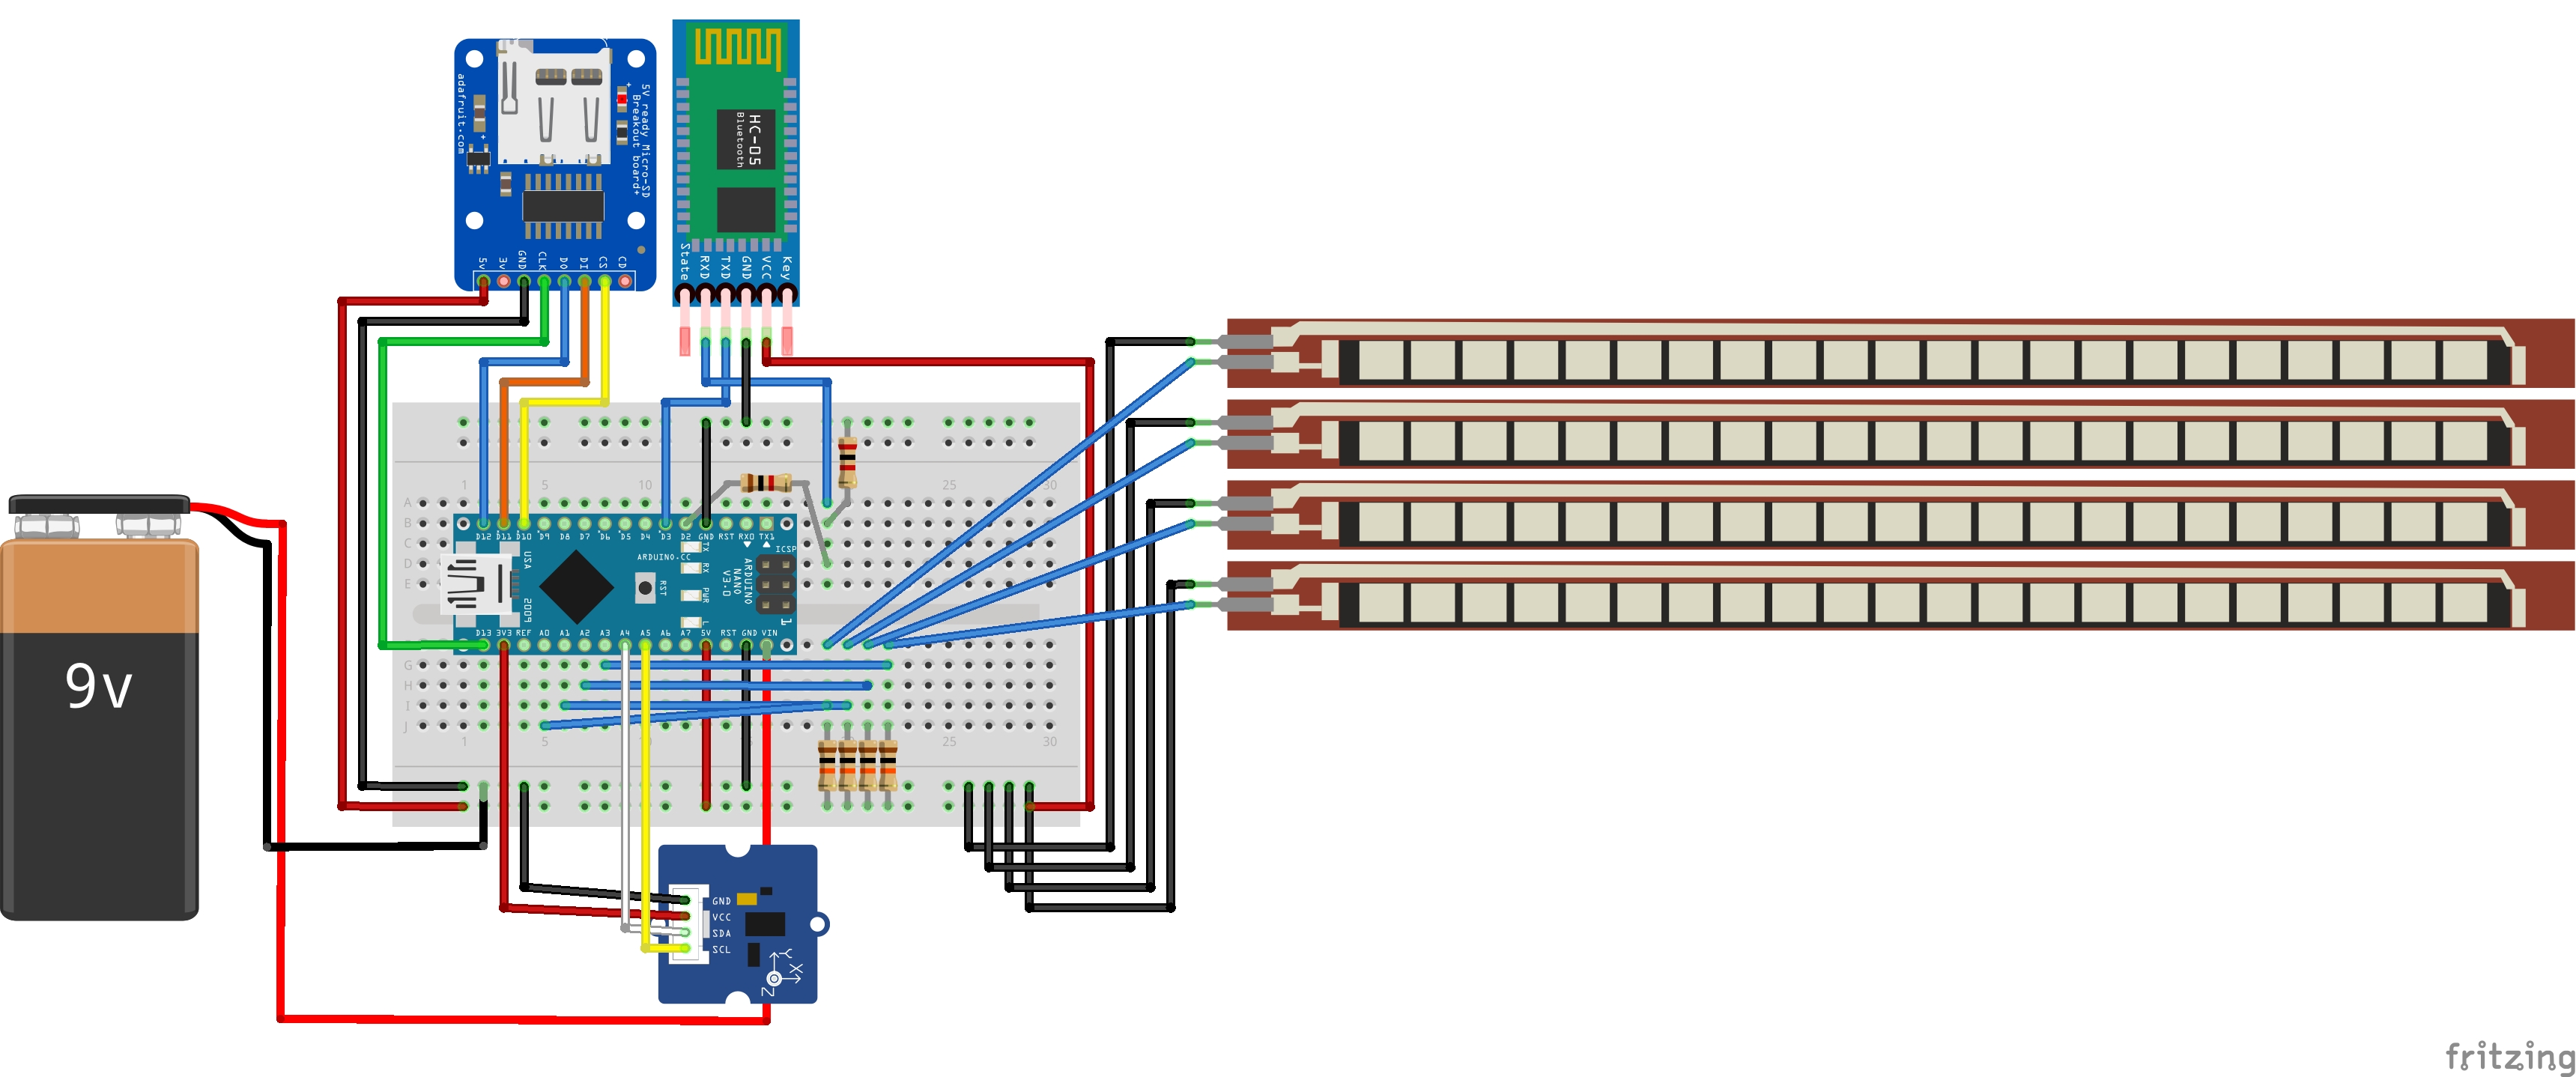 adafruit.com
5V ready Micro-SD
Breakout board+
5v
3v
GND
CLK
DO
DI
CS
CD
HC-05
Bluetooth
State
RXD
TXD
GND
VCC
Key
9v
1
5
10
25
30
A
B
C
D
E
D12
D11
D10
D9
D8
D7
D6
D5
D4
D3
D2
GND
RST
RX0
TX1
USA
2009
ARDUINO.CC
RST
TX
RX
PWR
L
ARDUINO
NANO
V3.0
ICSP
1
D13
3V3
REF
A0
A1
A2
A3
A4
A5
A6
A7
5V
RST
GND
VIN
G
H
I
J
1
5
25
30
GND
VCC
SDA
SCL
Y
X
Z
fritzing